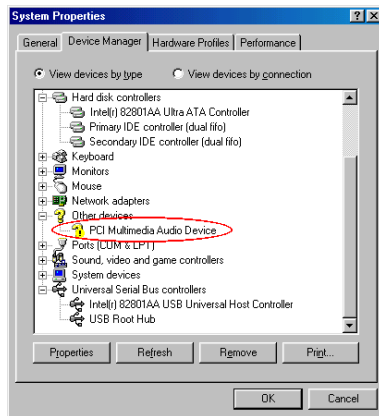 System Properties
General Device Manager Hardware Profiles Performance
View devices by type View devices by connection
Hard disk controllers
Intel(r) 82801AA Ultra ATA Controller
Primary IDE controller (dual fifo)
Secondary IDE controller (dual fifo)
Keyboard
Monitors
Mouse
Network adapters
Other devices
PCI Multimedia Audio Device
Ports (COM & LPT)
Sound, video and game controllers
System devices
Universal Serial Bus controllers
Intel(r) 82801AA USB Universal Host Controller
USB Root Hub
Properties Refresh Remove Print...
OK Cancel